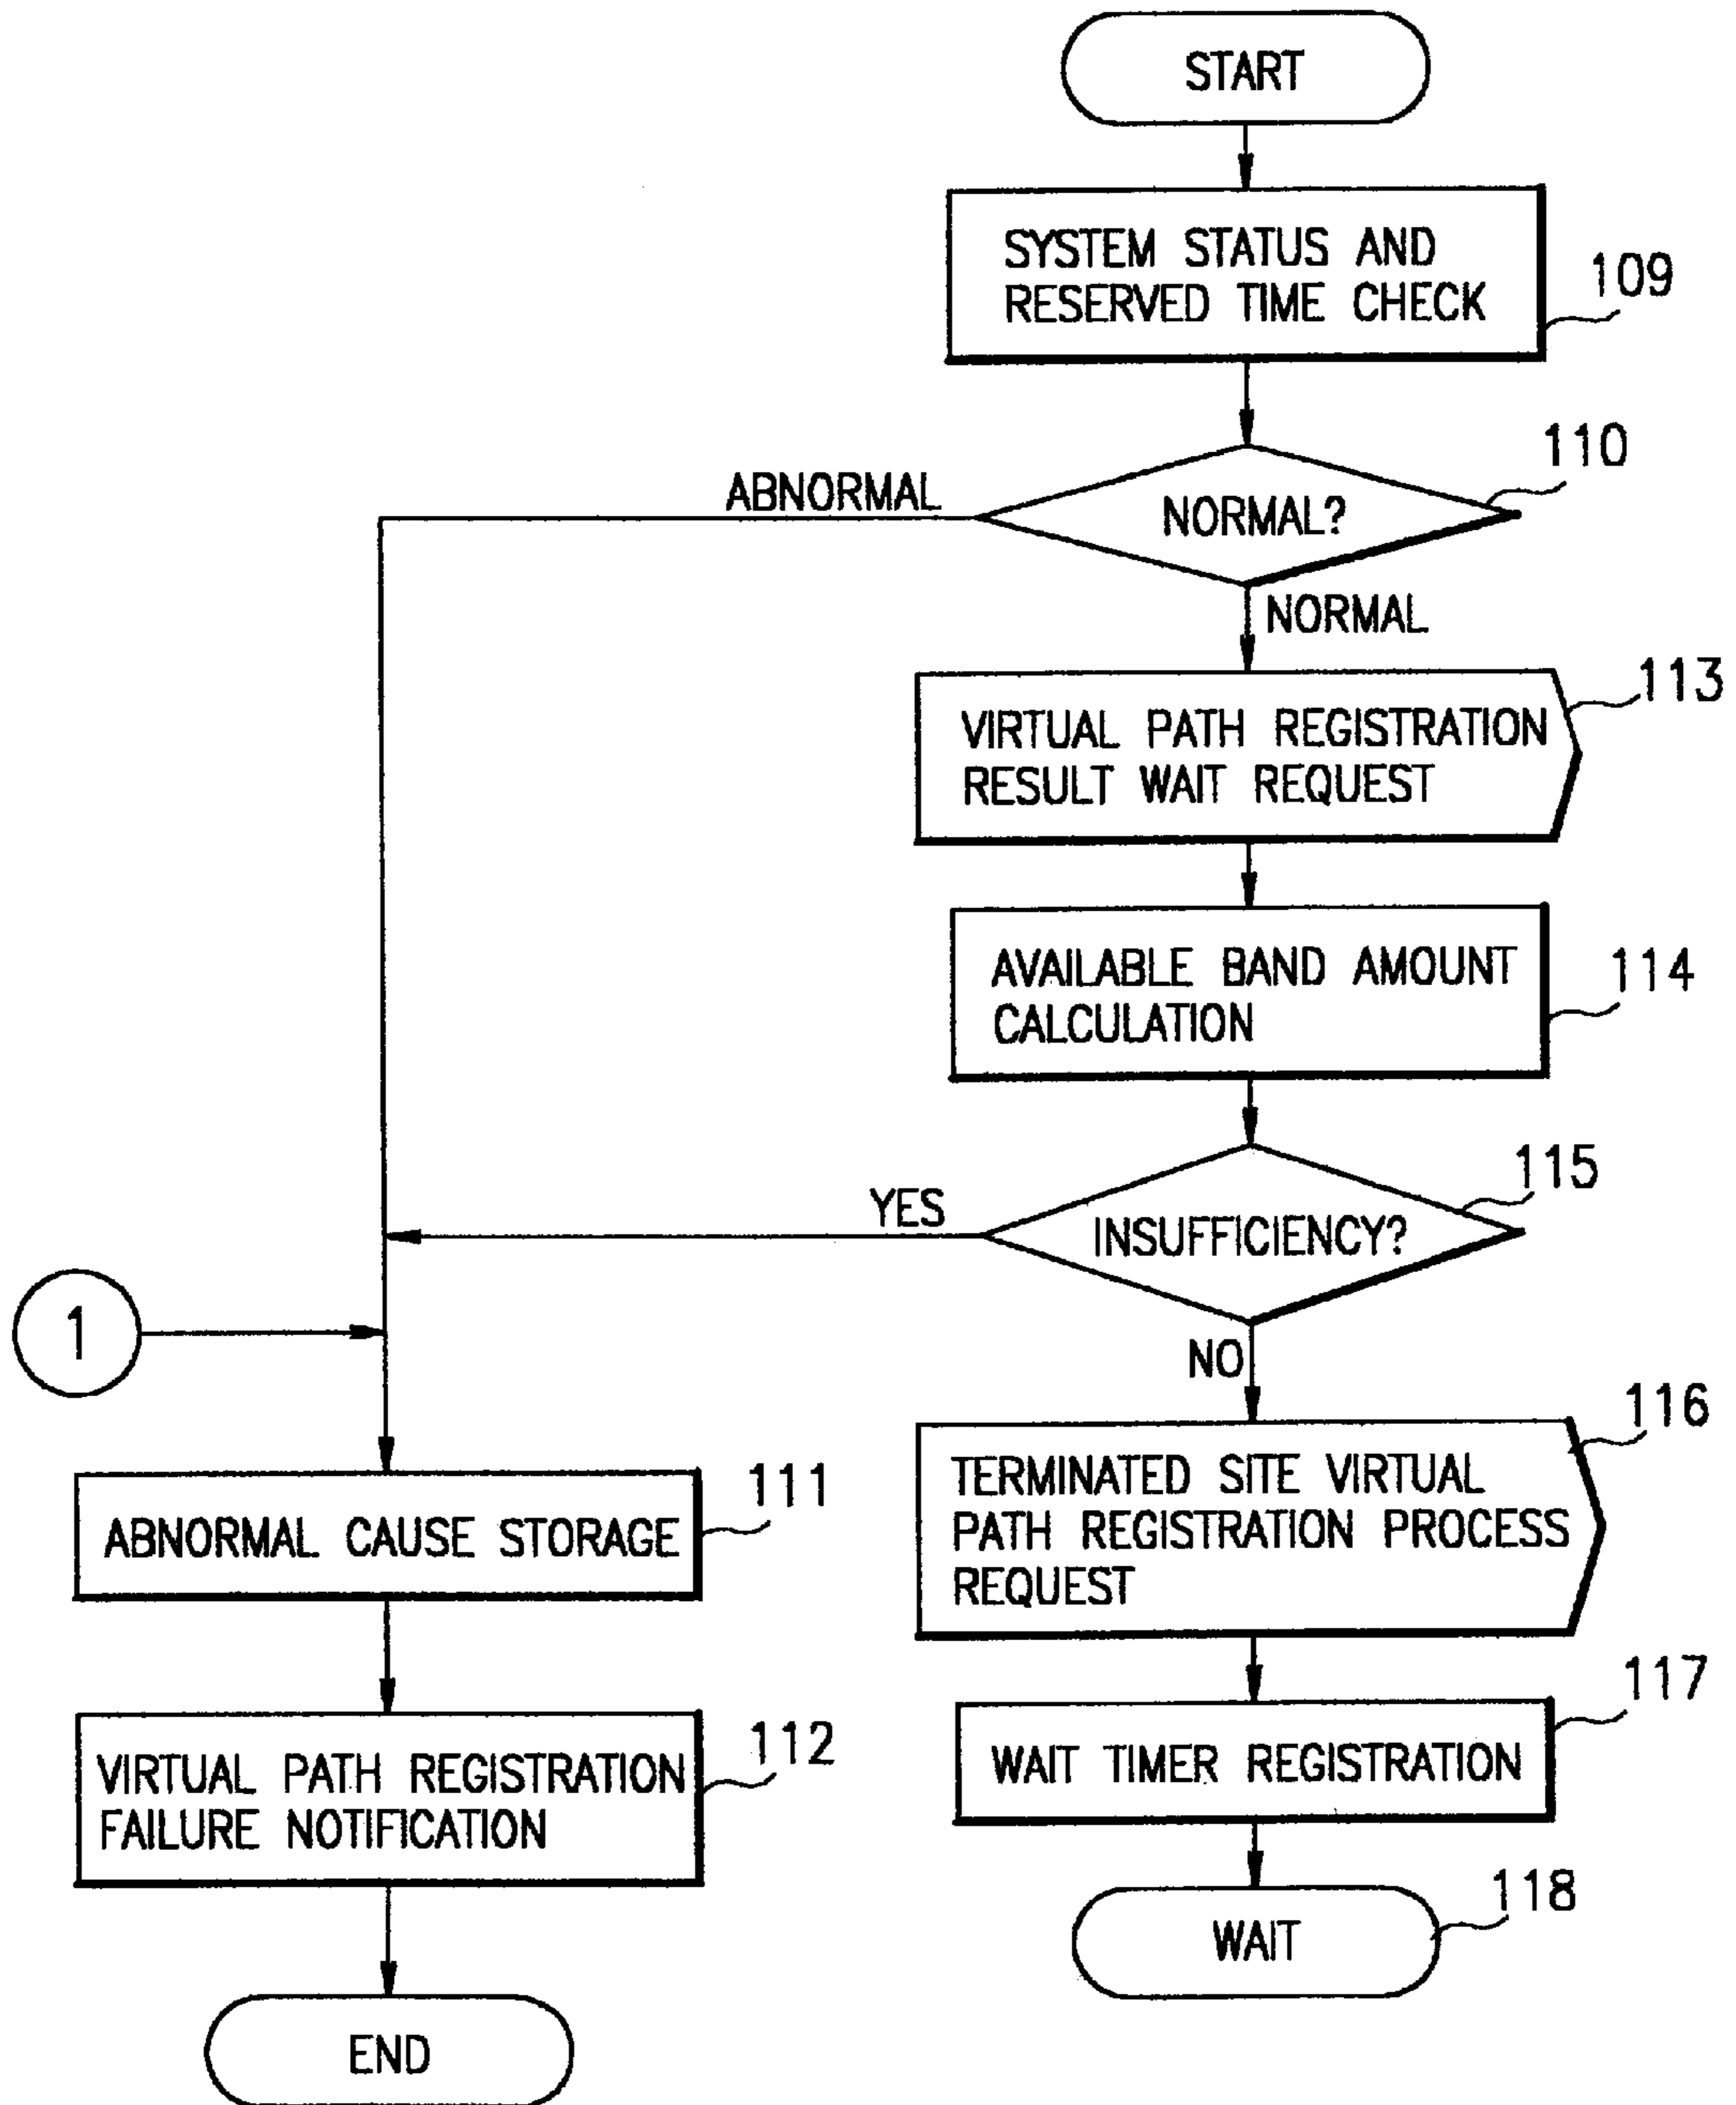 START
SYSTEM STATUS AND
RESERVED TIME CHECK
109
110
ABNORMAL
NORMAL?
NORMAL
113
VIRTUAL PATH REGISTRATION
RESULT WAIT REQUEST
AVAILABLE BAND AMOUNT
CALCULATION
114
115
YES
INSUFFICIENCY?
1
NO
116
TERMINATED SITE VIRTUAL
PATH REGISTRATION PROCESS
REQUEST
111
ABNORMAL CAUSE STORAGE
117
WAIT TIMER REGISTRATION
112
VIRTUAL PATH REGISTRATION
FAILURE NOTIFICATION
118
WAIT
END